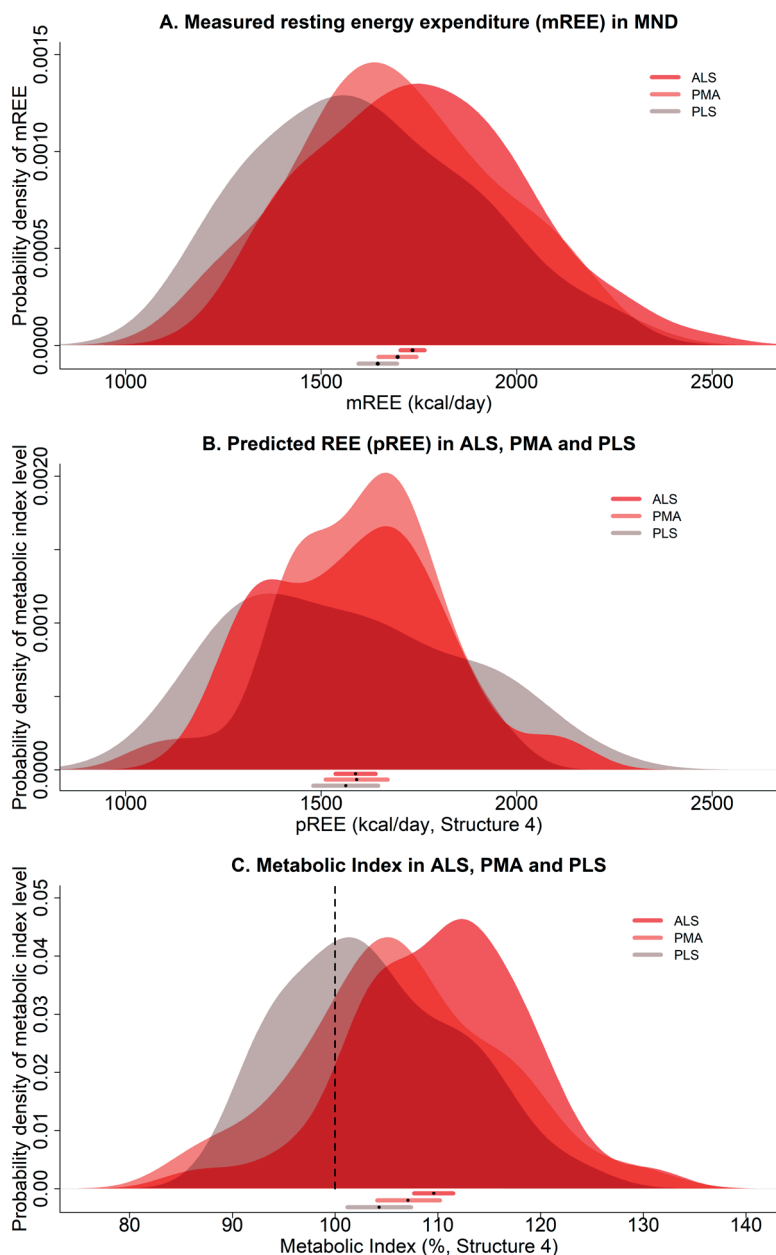 A. Measured resting energy expenditure (mREE) in MND
Probability density of mREE
0.0000
0.0005
0.0010
0.0015
ALS
PMA
PLS
1000
1500
2000
2500
mREE (kcal/day)
B. Predicted REE (pREE) in ALS, PMA and PLS
Probability density of metabolic index level
0.0000
0.0010
0.0020
ALS
PMA
PLS
1000
1500
2000
2500
pREE (kcal/day, Structure 4)
C. Metabolic Index in ALS, PMA and PLS
Probability density of metabolic index level
0.00
0.01
0.02
0.03
0.04
0.05
ALS
PMA
PLS
80
90
100
110
120
130
140
Metabolic Index (%, Structure 4)